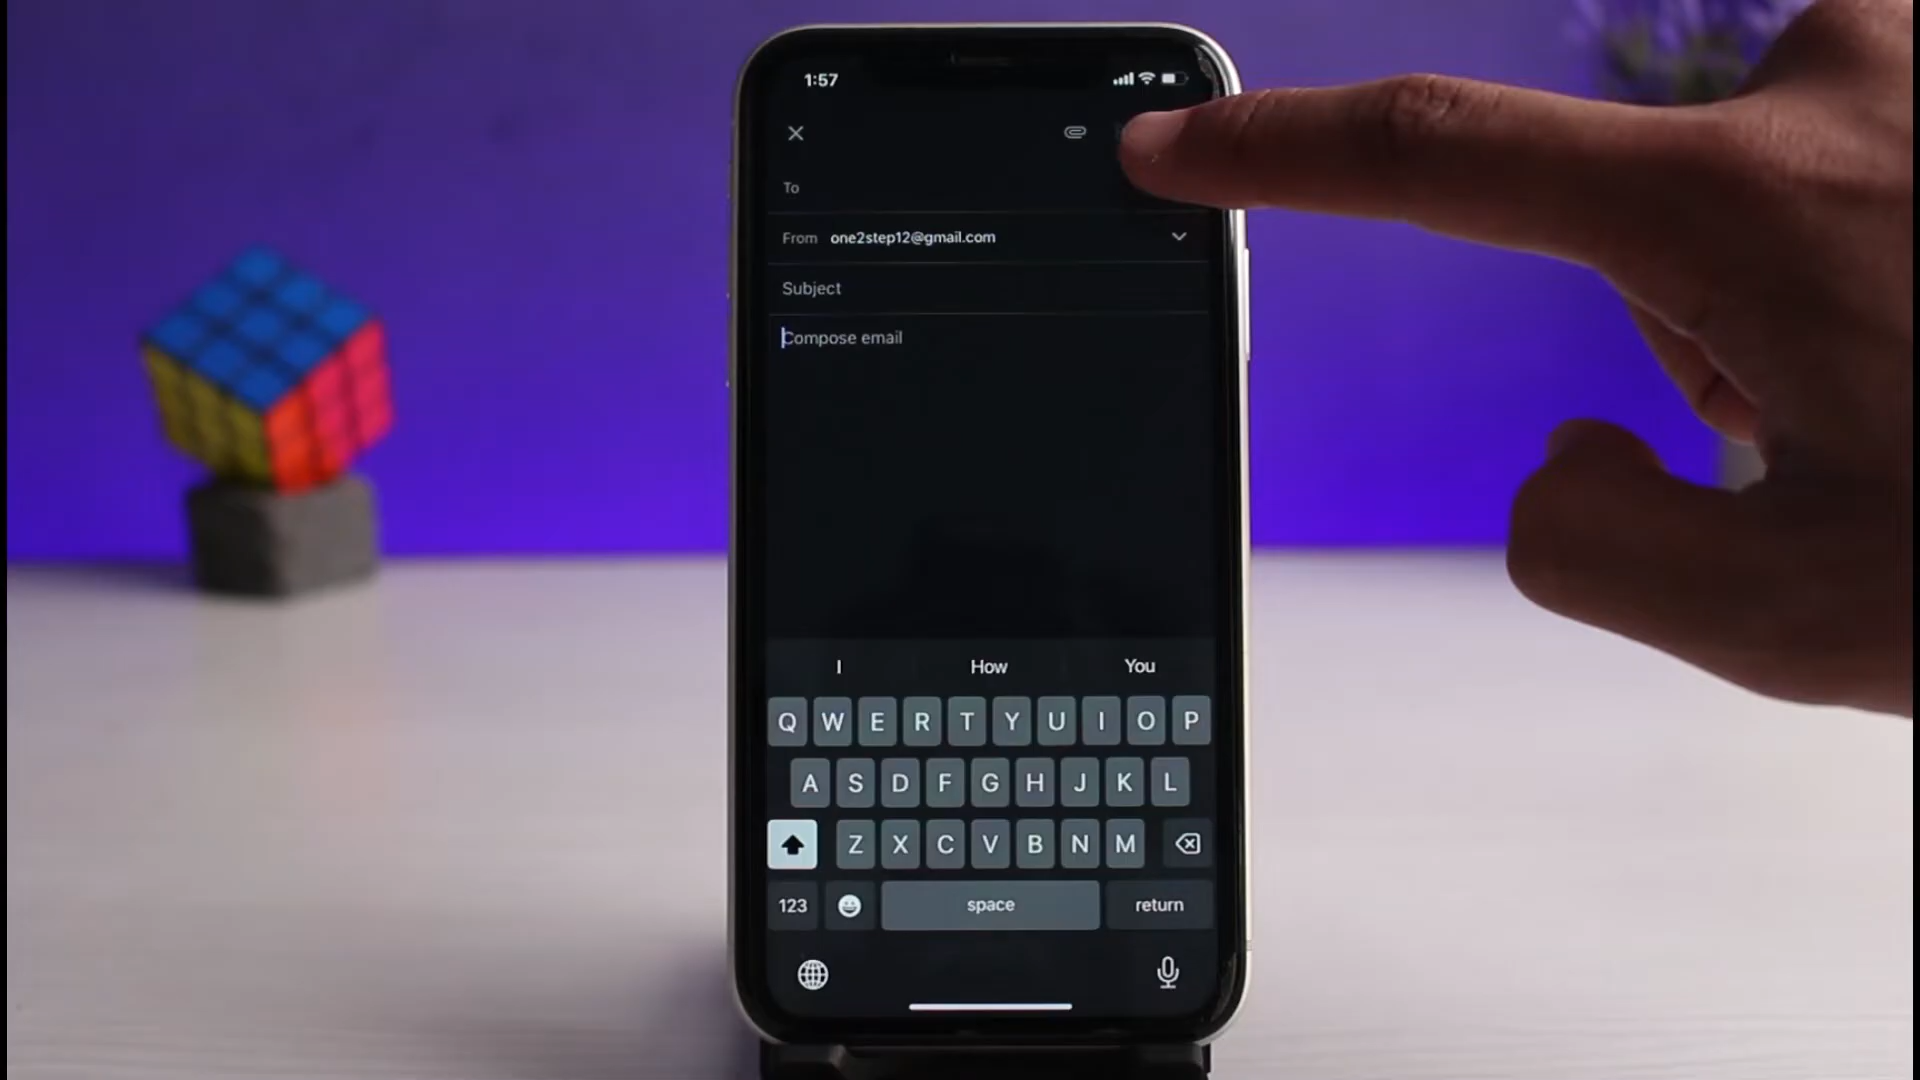 1:57
To
From one2step12@gmail.com
Subject
Compose email
I How You
Q W E R T Y U I O P
A S D F G H J K L
Z X C V B N M
123 space return